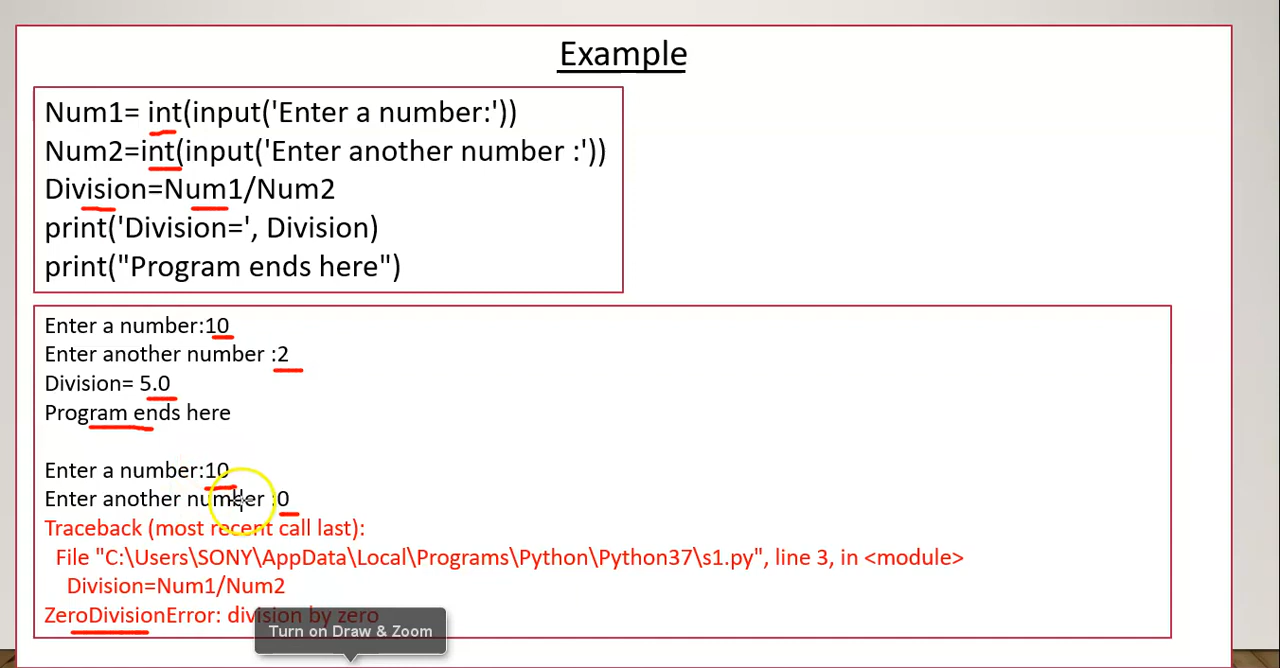 Example
Num1= int(input('Enter a number:'))
Num2=int(input('Enter another number :'))
Division=Num1/Num2
print('Division=', Division)
print("Program ends here")
Enter a number:10
Enter another number :2
Division= 5.0
Program ends here
Enter a number:10
Enter another number :0
Traceback (most recent call last):
File "C:\Users\SONY\AppData\Local\Programs\Python\Python37\s1.py", line 3, in <module>
Division=Num1/Num2
ZeroDivisionError: division by zero
Turn on Draw & Zoom